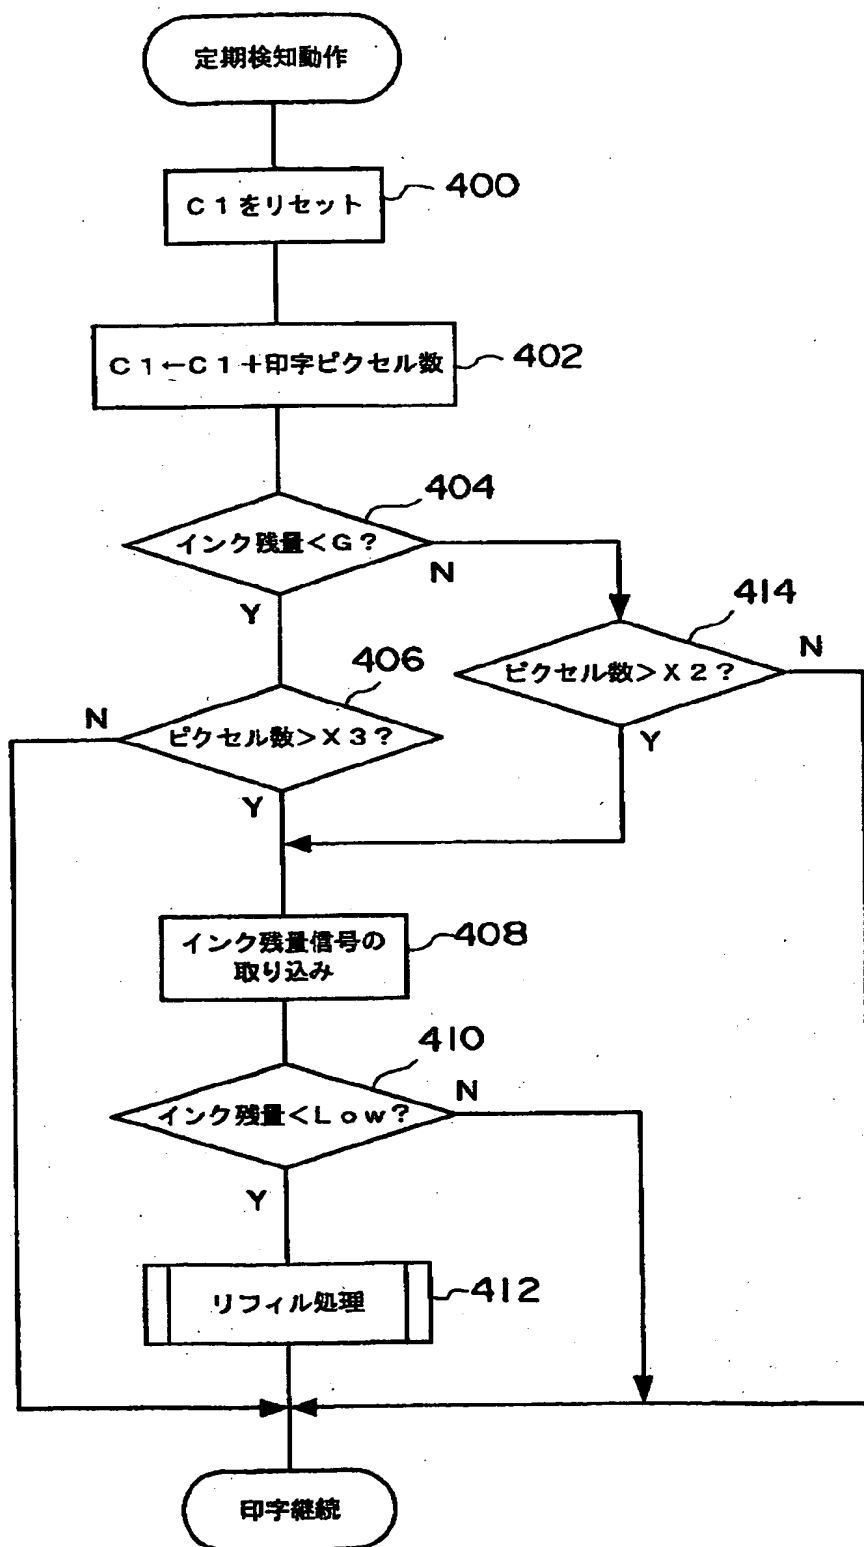 定期検知動作
C1をリセット
400
C1←C1+印字ピクセル数
402
404
インク残量<G?
N
Y
414
ピクセル数>X2?
N
Y
406
N
ピクセル数>X3?
Y
インク残量信号の
取り込み
408
410
インク残量<Low?
N
Y
リフィル処理
412
印字継続